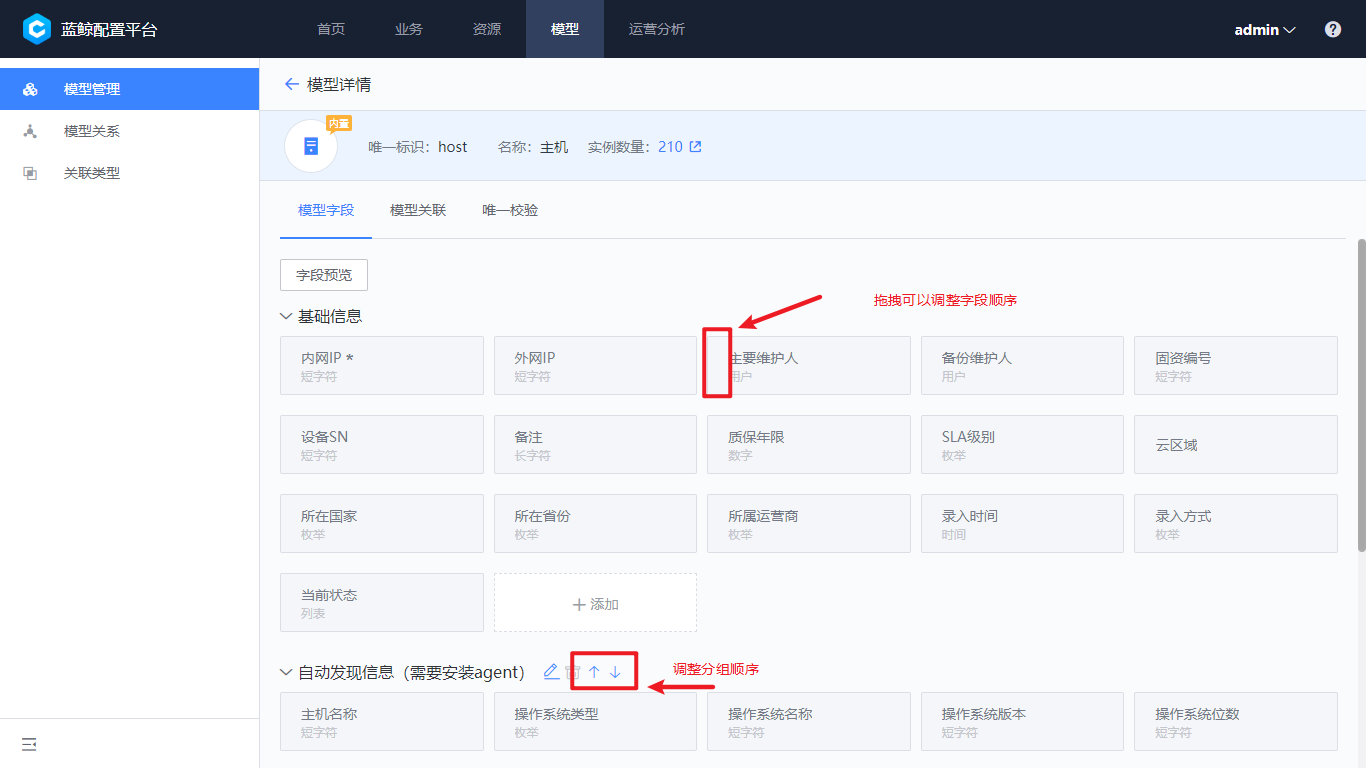 蓝鲸配置平台 首页 业务 资源 模型 运营分析 admin
模型管理
模型关系
关联类型
模型详情
内置
唯一标识：host 名称：主机 实例数量：210
模型字段 模型关联 唯一校验
字段预览
拖拽可以调整字段顺序
基础信息
内网IP * 外网IP 主要维护人 备份维护人 固资编号
短字符 短字符 用户 用户 短字符
设备SN 备注 质保年限 SLA级别 云区域
短字符 长字符 数字 枚举
所在国家 所在省份 所属运营商 录入时间 录入方式
枚举 枚举 枚举 时间 枚举
当前状态
列表
添加
自动发现信息（需要安装agent） 调整分组顺序
主机名称 操作系统类型 操作系统名称 操作系统版本 操作系统位数
短字符 枚举 短字符 短字符 短字符